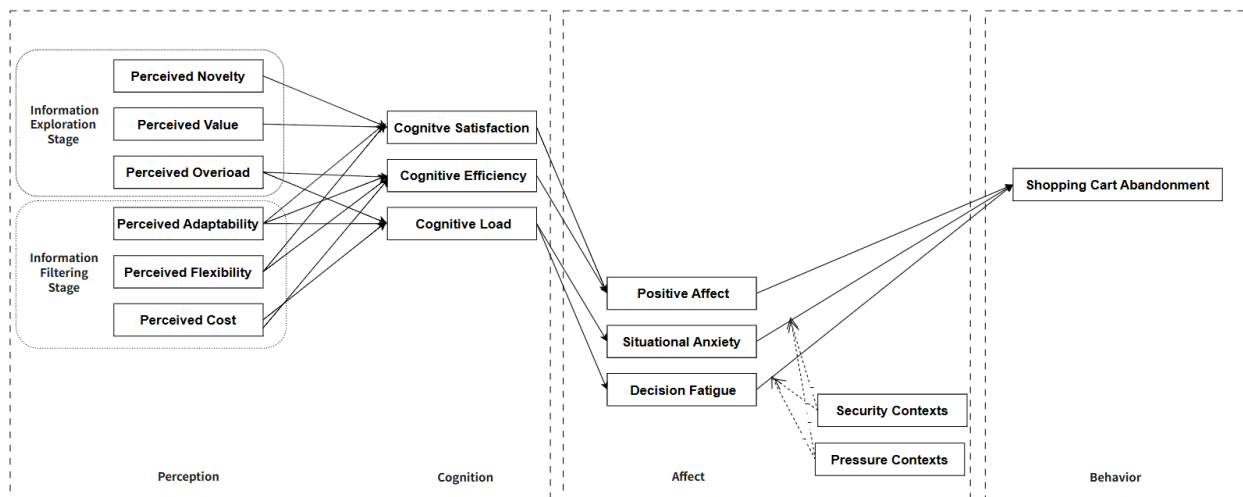 Information
Exploration
Stage
Perceived Novelty
Perceived Value
Perceived Overioad
Information
Filtering
Stage
Perceived Adaptability
Perceived Flexibility
Perceived Cost
Cognitve Satisfaction
Cognitive Efficiency
Cognitive Load
Positive Affect
Situational Anxiety
Decision Fatigue
Security Contexts
Pressure Contexts
Shopping Cart Abandonment
Perception
Cognition
Affect
Behavior